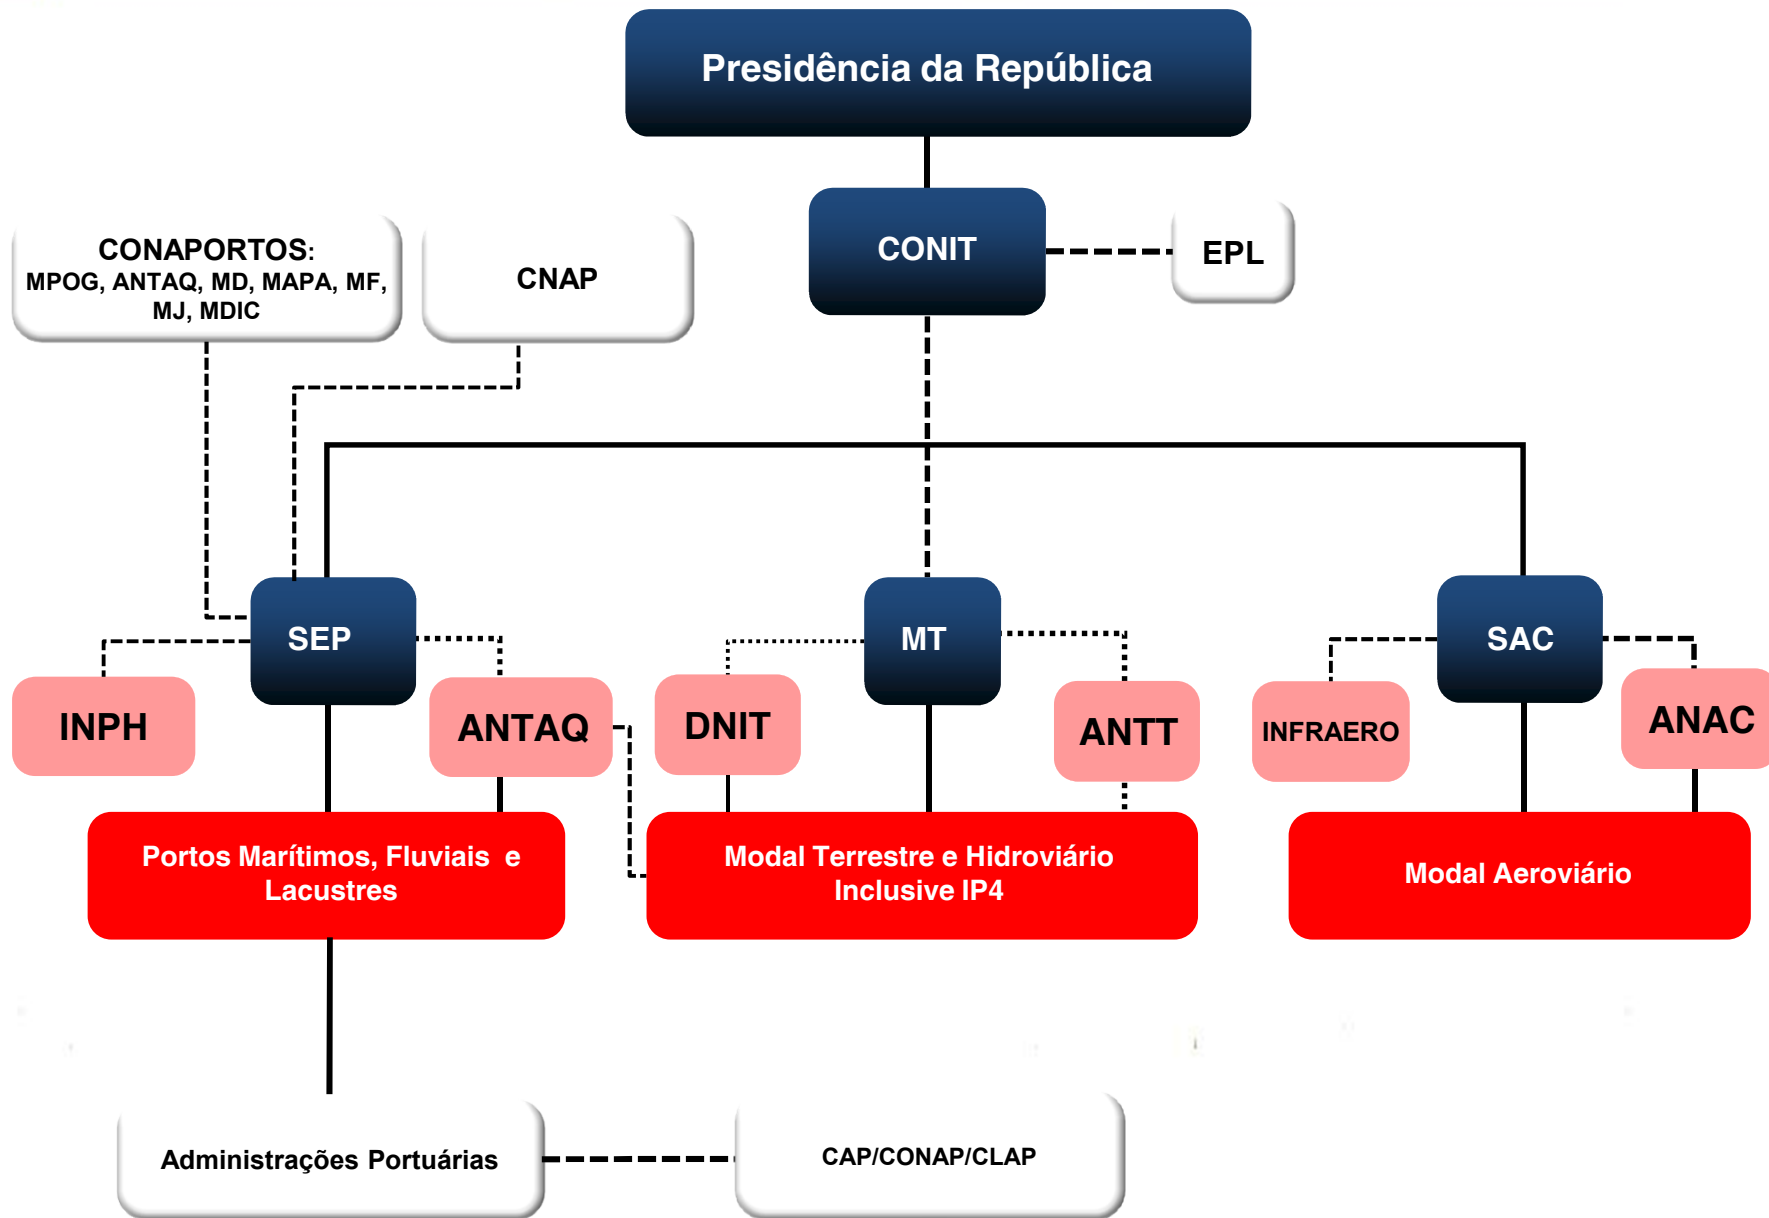 Presidência da República
CONIT
EPL
CONAPORTOS:
MPOG, ANTAQ, MD, MAPA, MF,
MJ, MDIC
CNAP
SEP
MT
SAC
INPH
ANTAQ
DNIT
ANTT
INFRAERO
ANAC
Portos Marítimos, Fluviais e
Lacustres
Modal Terrestre e Hidroviário
Inclusive IP4
Modal Aeroviário
Administrações Portuárias
CAP/CONAP/CLAP